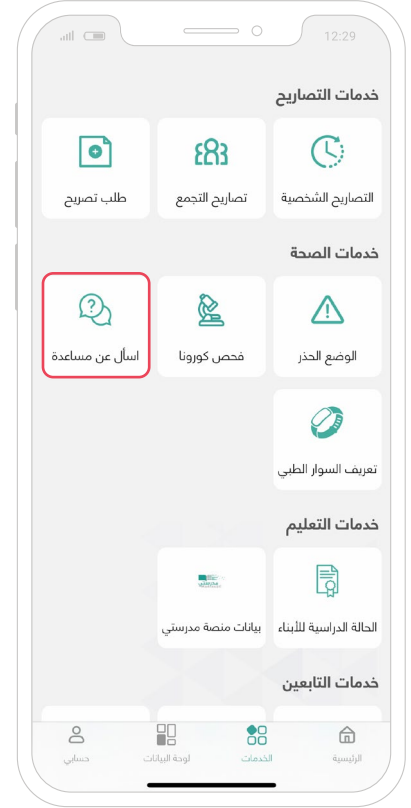 12:29
خدمات التصاريح
التصاريح الشخصية
تصاريح التجمع
طلب تصريح
خدمات الصحة
الوضع الحذر
فحص كورونا
اسأل عن مساعدة
تعريف السوار الطبي
خدمات التعليم
الحالة الدراسية للأبناء
بيانات منصة مدرستي
خدمات التابعين
الرئيسية
الخدمات
لوحة البيانات
حسابي